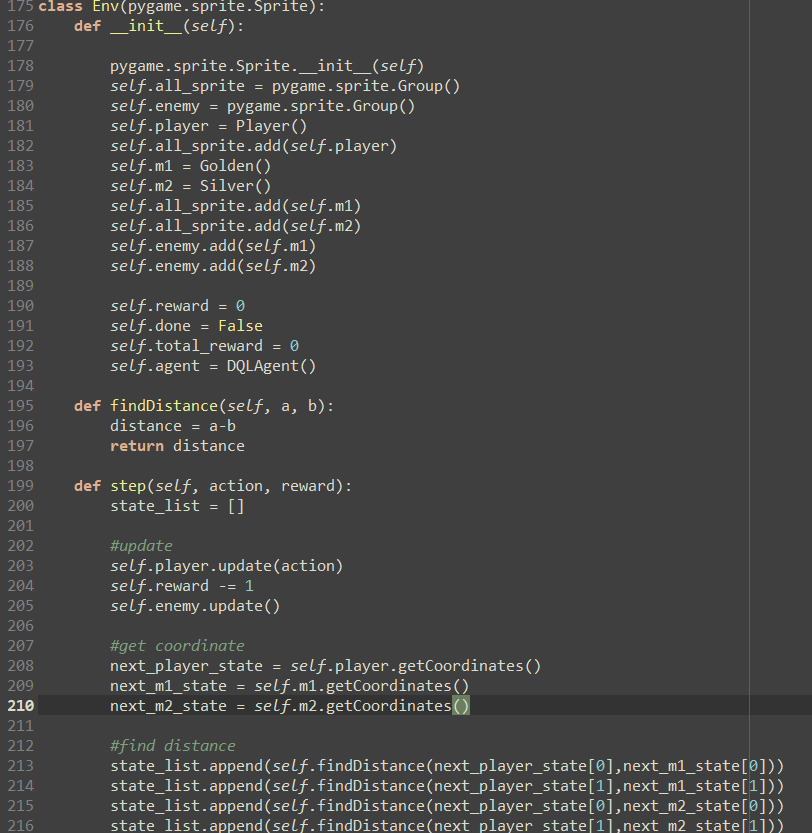 175 class Env(pygame.sprite.Sprite):
176     def __init__(self):
177
178         pygame.sprite.Sprite.__init__(self)
179         self.all_sprite = pygame.sprite.Group()
180         self.enemy = pygame.sprite.Group()
181         self.player = Player()
182         self.all_sprite.add(self.player)
183         self.m1 = Golden()
184         self.m2 = Silver()
185         self.all_sprite.add(self.m1)
186         self.all_sprite.add(self.m2)
187         self.enemy.add(self.m1)
188         self.enemy.add(self.m2)
189
190         self.reward = 0
191         self.done = False
192         self.total_reward = 0
193         self.agent = DQLAgent()
194
195     def findDistance(self, a, b):
196         distance = a-b
197         return distance
198
199     def step(self, action, reward):
200         state_list = []
201
202         #update
203         self.player.update(action)
204         self.reward -= 1
205         self.enemy.update()
206
207         #get coordinate
208         next_player_state = self.player.getCoordinates()
209         next_m1_state = self.m1.getCoordinates()
210         next_m2_state = self.m2.getCoordinates()
211
212         #find distance
213         state_list.append(self.findDistance(next_player_state[0],next_m1_state[0]))
214         state_list.append(self.findDistance(next_player_state[1],next_m1_state[1]))
215         state_list.append(self.findDistance(next_player_state[0],next_m2_state[0]))
216         state_list.append(self.findDistance(next_player_state[1],next_m2_state[1]))